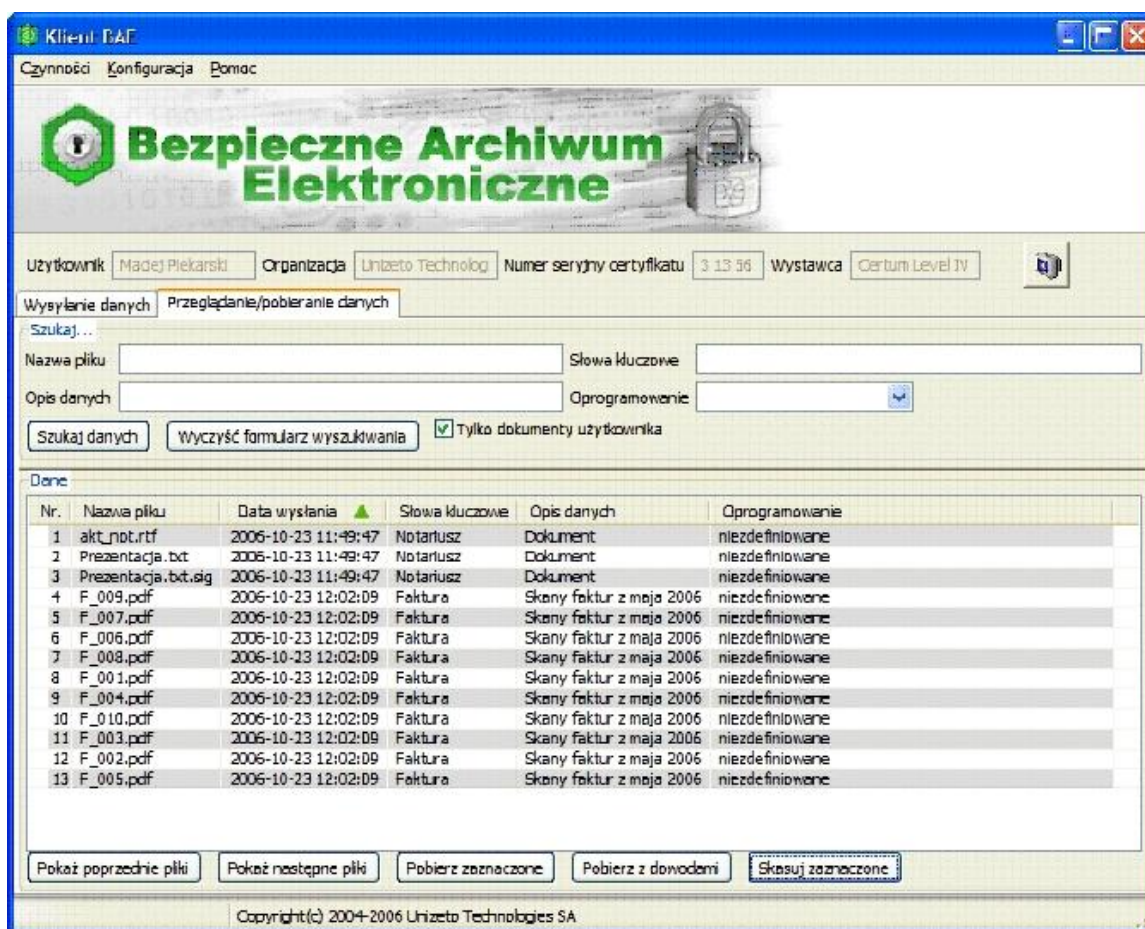 Klient BAE
Czynności Konfiguracja Pomoc
Bezpieczne Archiwum
Elektroniczne
Użytkownik Maciej Piekarski Organizacja Unizeto Technolog Numer seryjny certyfikatu 3 13 56 Wystawca Certum Level IV
Wysyłanie danych Przeglądanie/pobieranie danych
Szukaj...
Nazwa pliku Słowa kluczowe
Opis danych Oprogramowanie
Szukaj danych Wyczyść formularz wyszukiwania Tylko dokumenty użytkownika
Dane
Nr. Nazwa pliku Data wysłania Słowa kluczowe Opis danych Oprogramowanie
1 akt_not.rtf 2006-10-23 11:49:47 Notariusz Dokument niezdefiniowane
2 Prezentacja.txt 2006-10-23 11:49:47 Notariusz Dokument niezdefiniowane
3 Prezentacja.txt.sig 2006-10-23 11:49:47 Notariusz Dokument niezdefiniowane
4 F_009.pdf 2006-10-23 12:02:09 Faktura Skany faktur z maja 2006 niezdefiniowane
5 F_007.pdf 2006-10-23 12:02:09 Faktura Skany faktur z maja 2006 niezdefiniowane
6 F_006.pdf 2006-10-23 12:02:09 Faktura Skany faktur z maja 2006 niezdefiniowane
7 F_008.pdf 2006-10-23 12:02:09 Faktura Skany faktur z maja 2006 niezdefiniowane
8 F_001.pdf 2006-10-23 12:02:09 Faktura Skany faktur z maja 2006 niezdefiniowane
9 F_004.pdf 2006-10-23 12:02:09 Faktura Skany faktur z maja 2006 niezdefiniowane
10 F_010.pdf 2006-10-23 12:02:09 Faktura Skany faktur z maja 2006 niezdefiniowane
11 F_003.pdf 2006-10-23 12:02:09 Faktura Skany faktur z maja 2006 niezdefiniowane
12 F_002.pdf 2006-10-23 12:02:09 Faktura Skany faktur z maja 2006 niezdefiniowane
13 F_005.pdf 2006-10-23 12:02:09 Faktura Skany faktur z maja 2006 niezdefiniowane
Pokaż poprzednie pliki Pokaż następne pliki Pobierz zaznaczone Pobierz z dowodami Skasuj zaznaczone
Copyright(c) 2004-2006 Unizeto Technologies SA